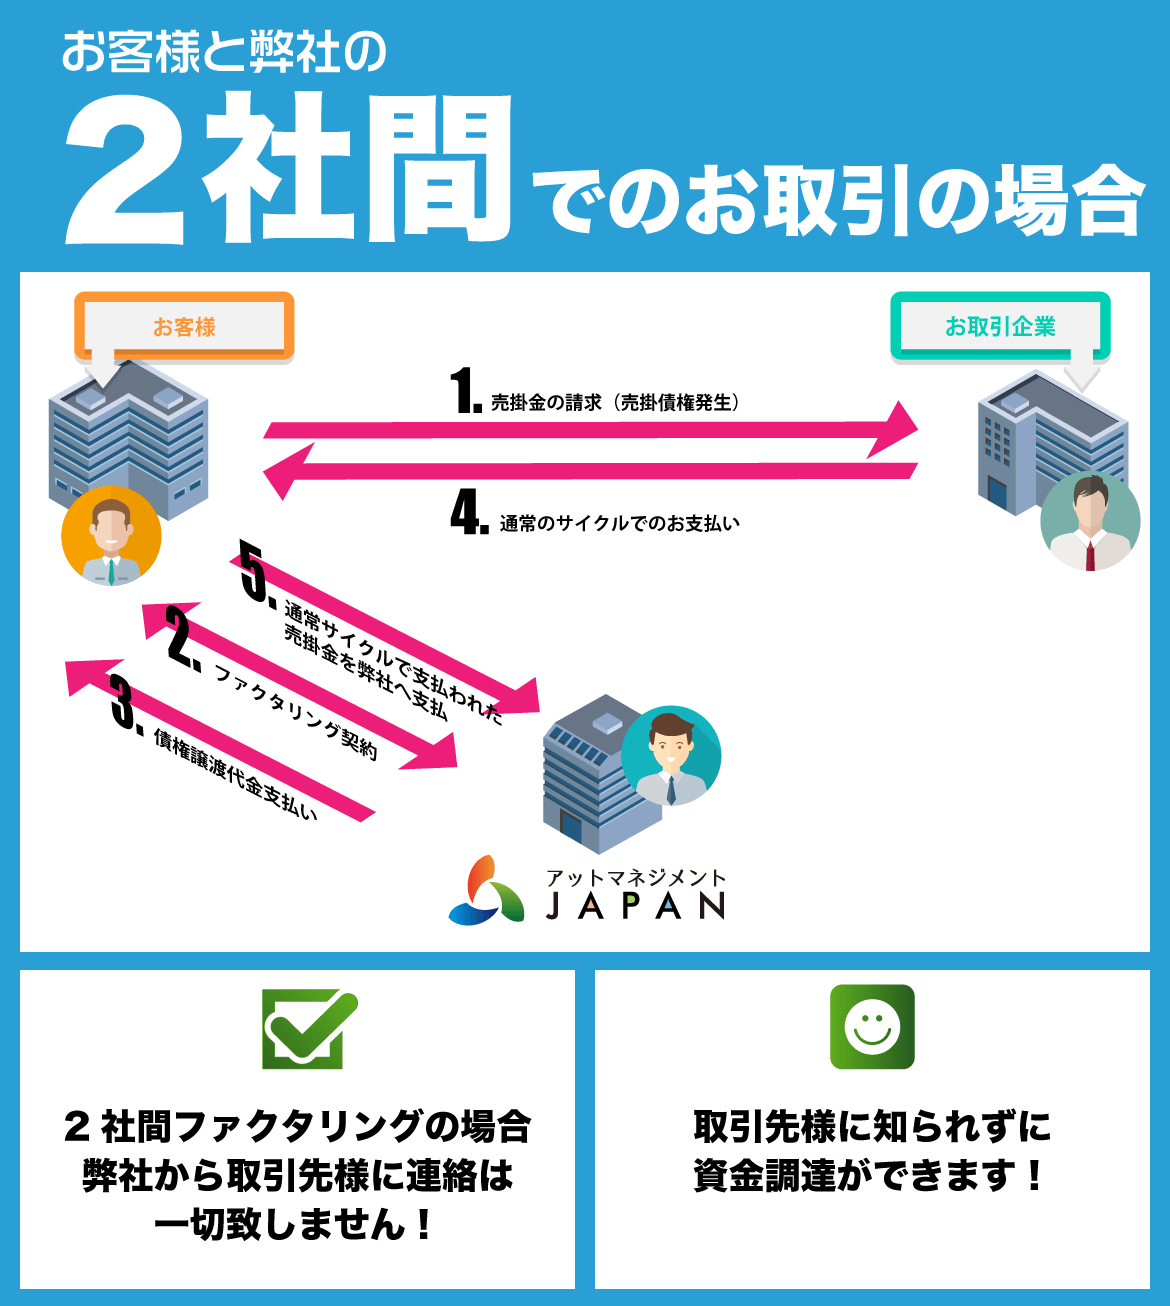 お客様と弊社の
2社間でのお取引の場合
お客様
お取引企業
1. 売掛金の請求（売掛債権発生）
4. 通常のサイクルでのお支払い
5. 通常サイクルで支払われた
売掛金を弊社へ支払
2. ファクタリング契約
3. 債権譲渡代金支払い
アットマネジメント
JAPAN
2社間ファクタリングの場合
弊社から取引先様に連絡は
一切致しません！
取引先様に知られずに
資金調達ができます！